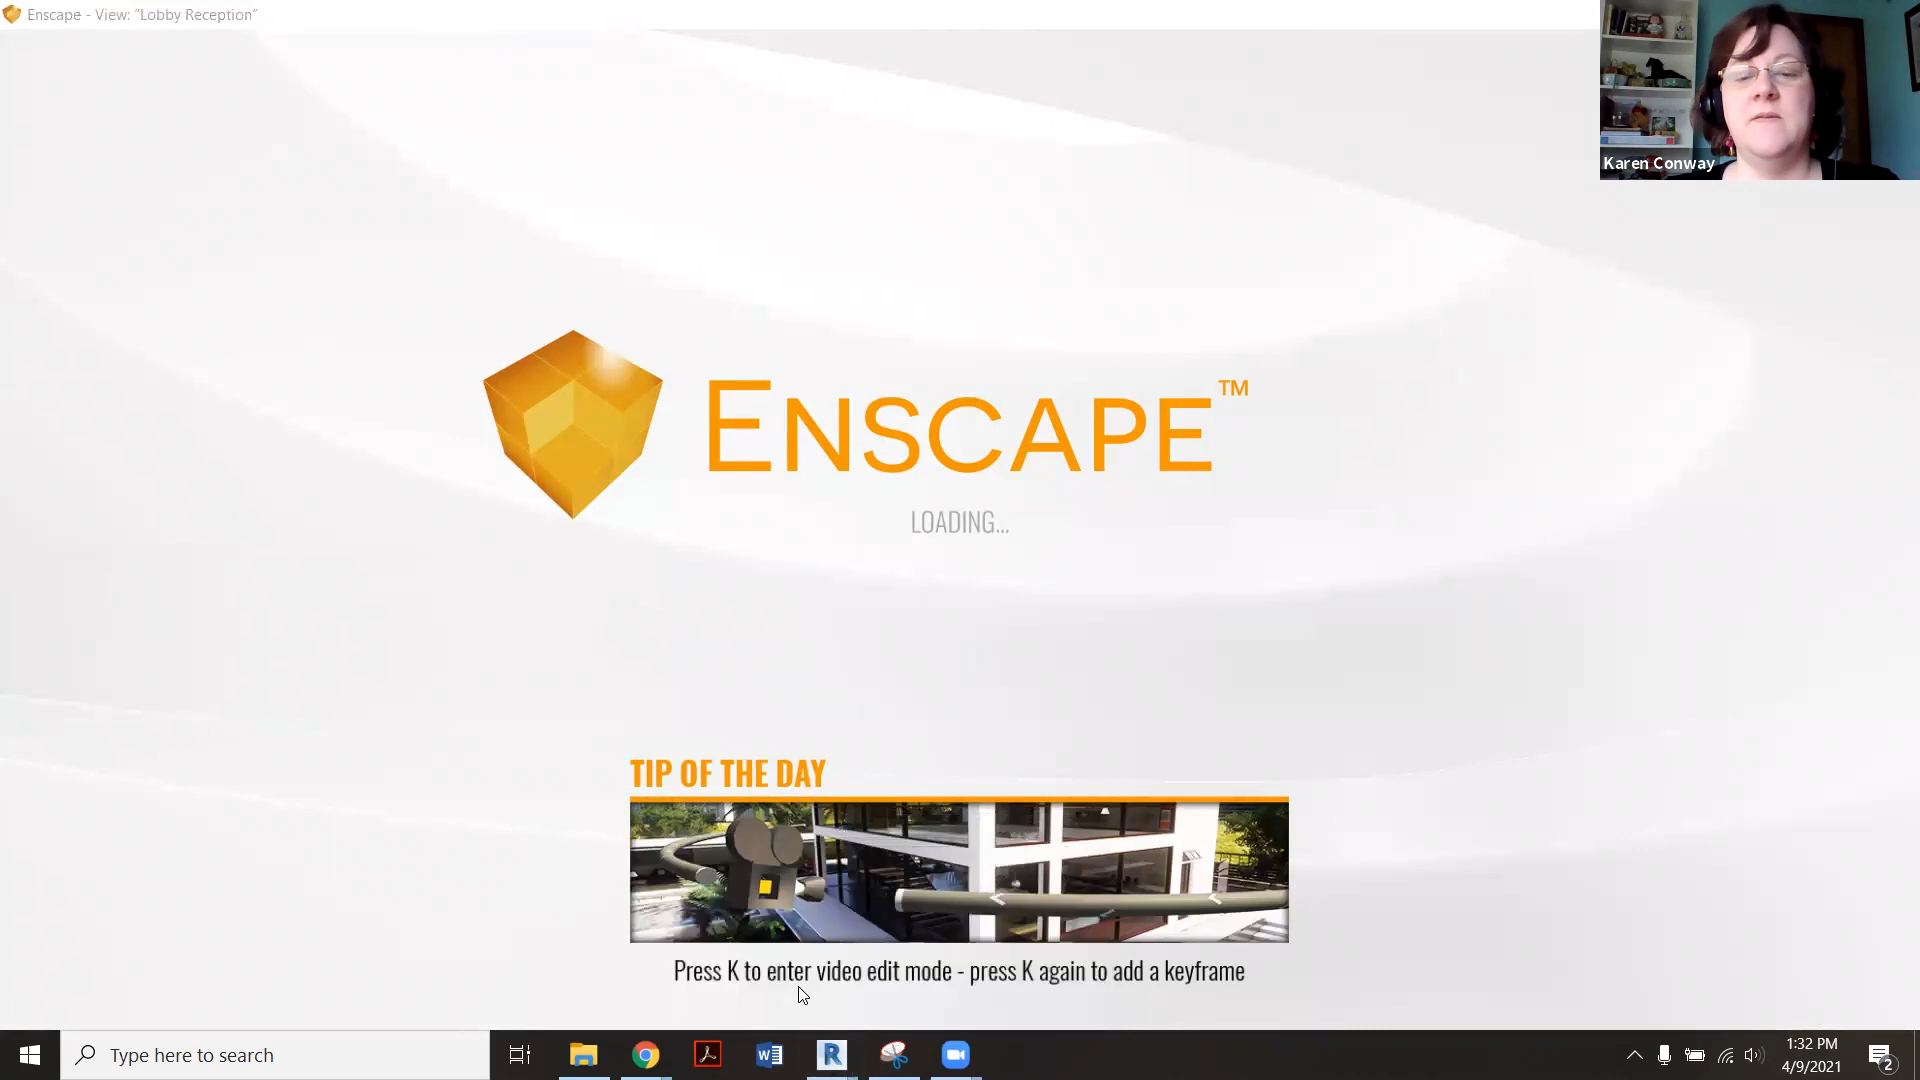 Enscape - View: "Lobby Reception"
Karen Conway
ENSCAPE™
LOADING...
TIP OF THE DAY
Press K to enter video edit mode - press K again to add a keyframe
Type here to search
1:32 PM
4/9/2021
2